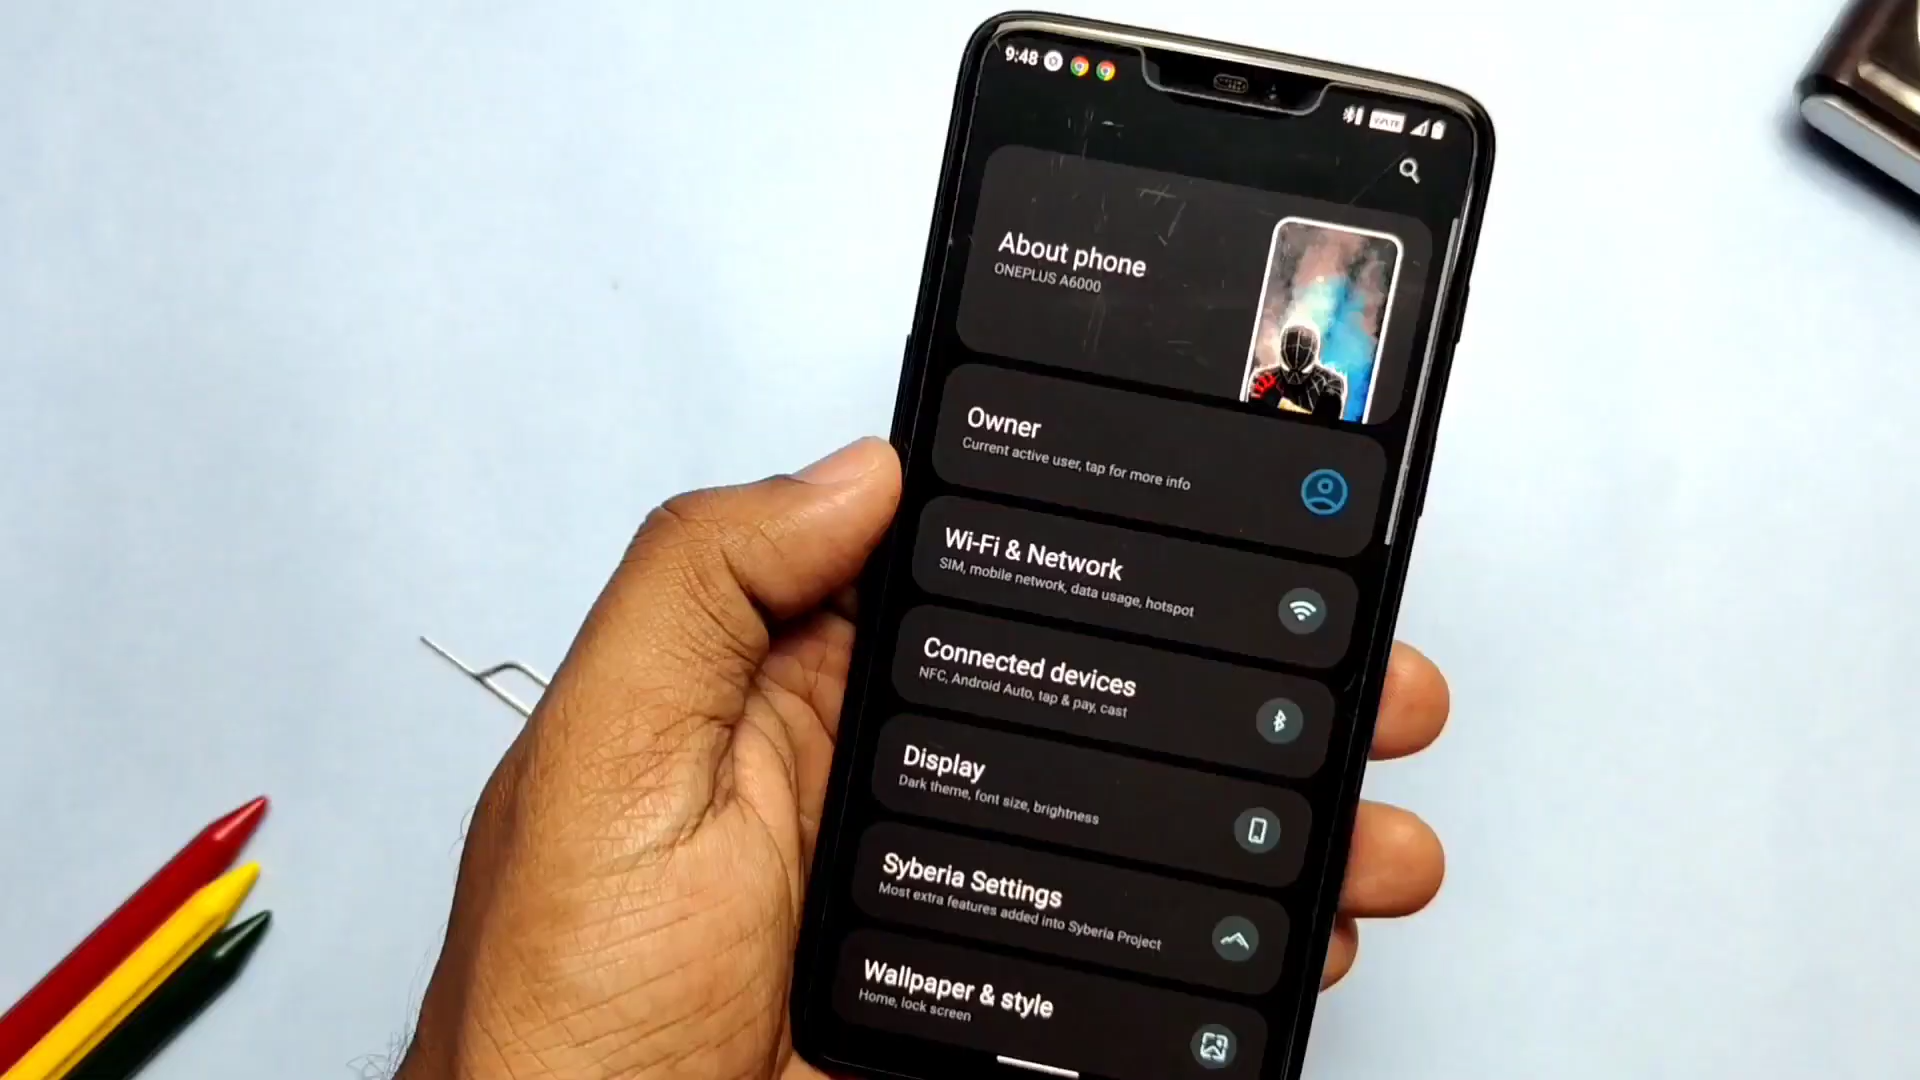 9:48
VoLTE
About phone
ONEPLUS A6000
Owner
Current active user, tap for more info
Wi-Fi & Network
SIM, mobile network, data usage, hotspot
Connected devices
NFC, Android Auto, tap & pay, cast
Display
Dark theme, font size, brightness
Syberia Settings
Most extra features added into Syberia Project
Wallpaper & style
Home, lock screen